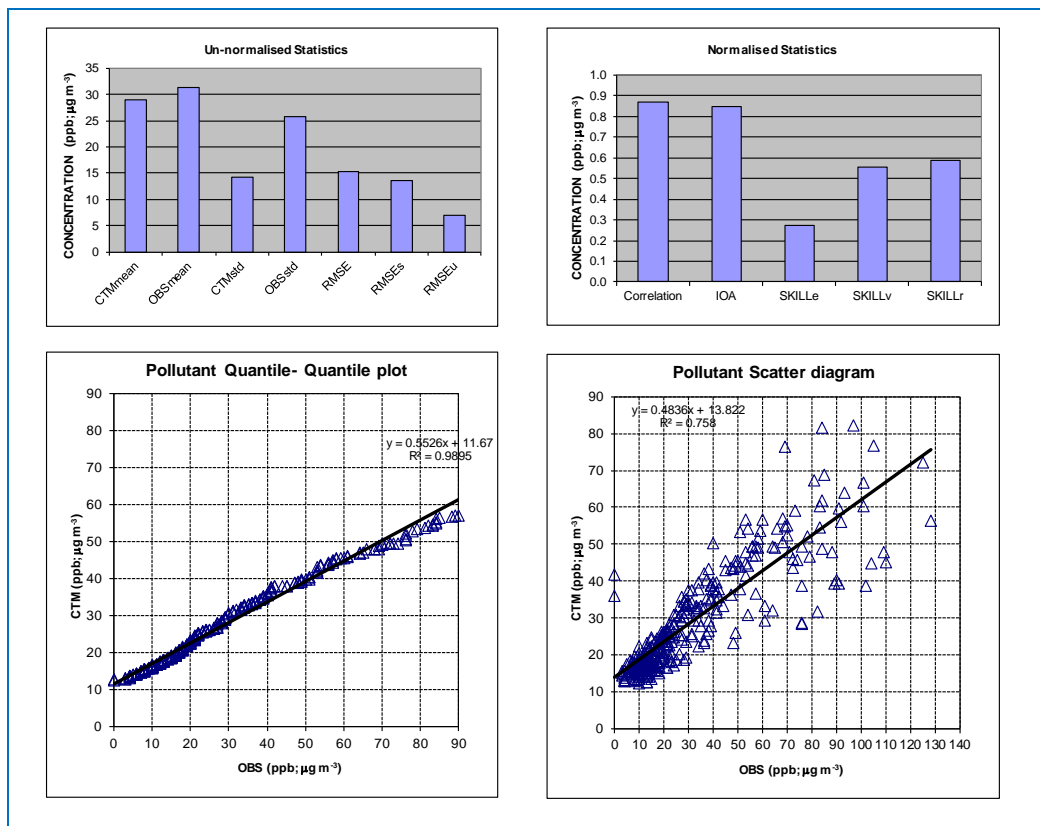 Un-normalised Statistics
CONCENTRATION (ppb; µg m-3)
35
30
25
20
15
10
5
0
CTMmean
OBSmean
CTMstd
OBSstd
RMSE
RMSEs
RMSEu
Normalised Statistics
CONCENTRATION (ppb; µg m-3)
1.0
0.9
0.8
0.7
0.6
0.5
0.4
0.3
0.2
0.1
0.0
Correlation IOA SKILLe SKILLv SKILLr
Pollutant Quantile- Quantile plot
y = 0.5526x + 11.67
R² = 0.9895
CTM (ppb; µg m-3)
90
80
70
60
50
40
30
20
10
0
0 10 20 30 40 50 60 70 80 90
OBS (ppb; µg m-3)
Pollutant Scatter diagram
y = 0.4836x + 13.822
R² = 0.758
CTM (ppb; µg m-3)
90
80
70
60
50
40
30
20
10
0
0 10 20 30 40 50 60 70 80 90 100 110 120 130 140
OBS (ppb; µg m-3)